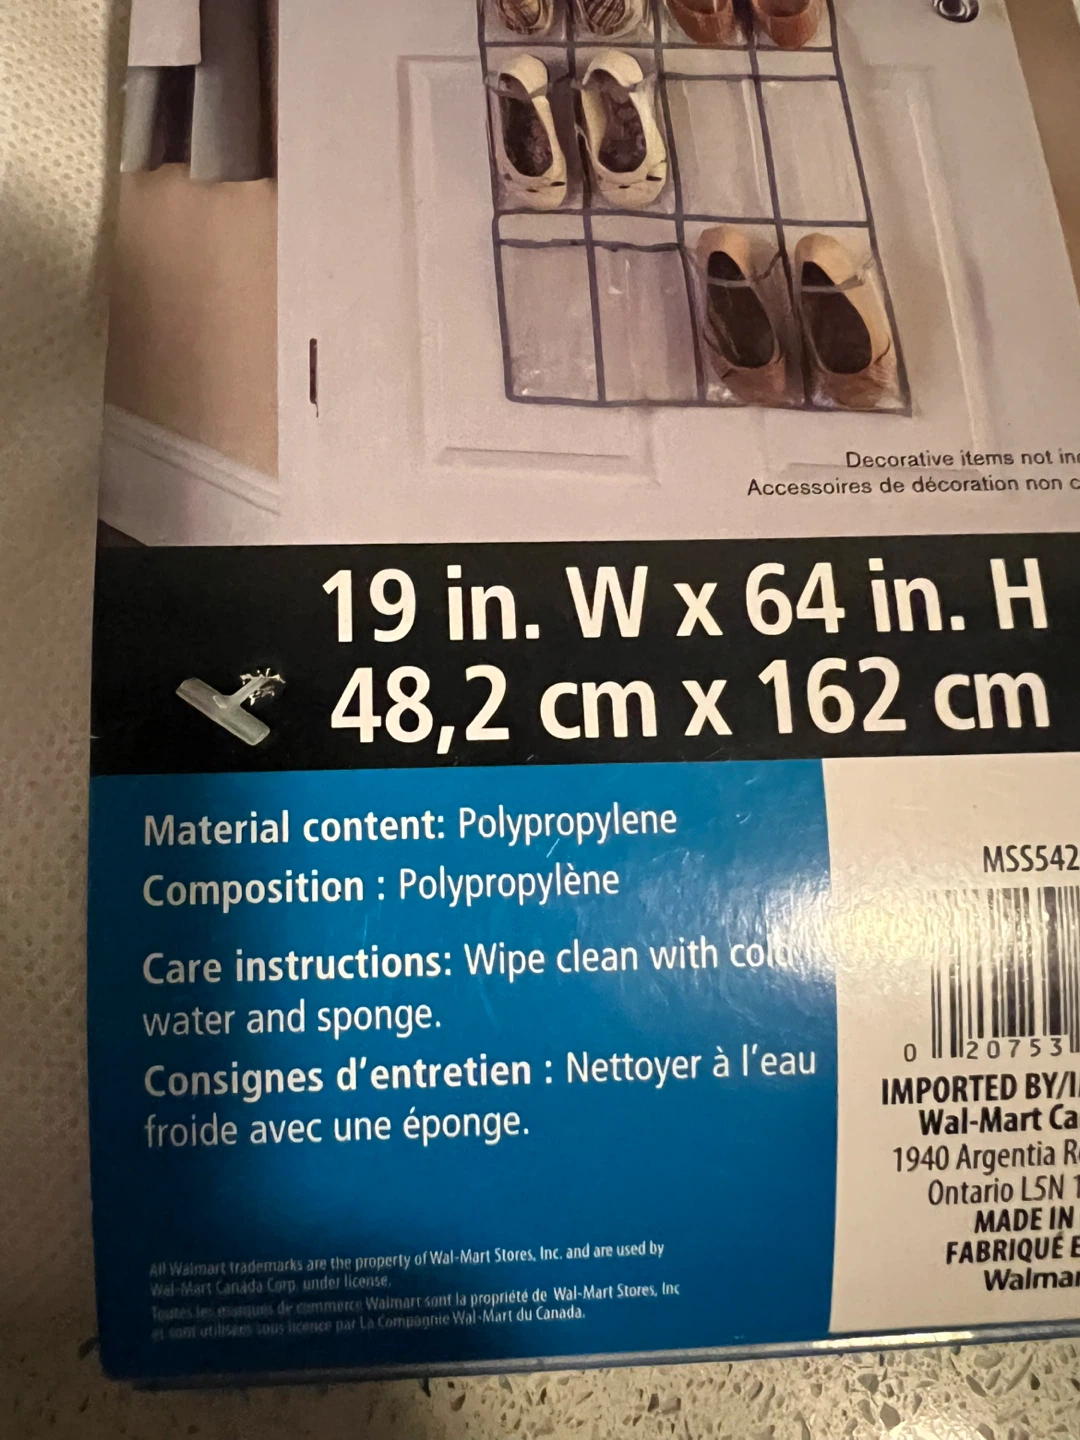 Decorative items not in
Accessoires de décoration non c
19 in. W x 64 in. H
48,2 cm x 162 cm
Material content: Polypropylene
Composition : Polypropylène
Care instructions: Wipe clean with cold
water and sponge.
Consignes d'entretien : Nettoyer à l'eau
froide avec une éponge.
All Walmart trademarks are the property of Wal-Mart Stores, Inc. and are used by
Wal-Mart Canada Corp. under license.
Toutes les marques de commerce Walmart sont la propriété de Wal-Mart Stores, Inc
et sont utilisées sous licence par La Compagnie Wal-Mart du Canada.
MSS542
0 20753
IMPORTED BY/I
Wal-Mart Ca
1940 Argentia R
Ontario L5N 1
MADE IN
FABRIQUÉ E
Walmar